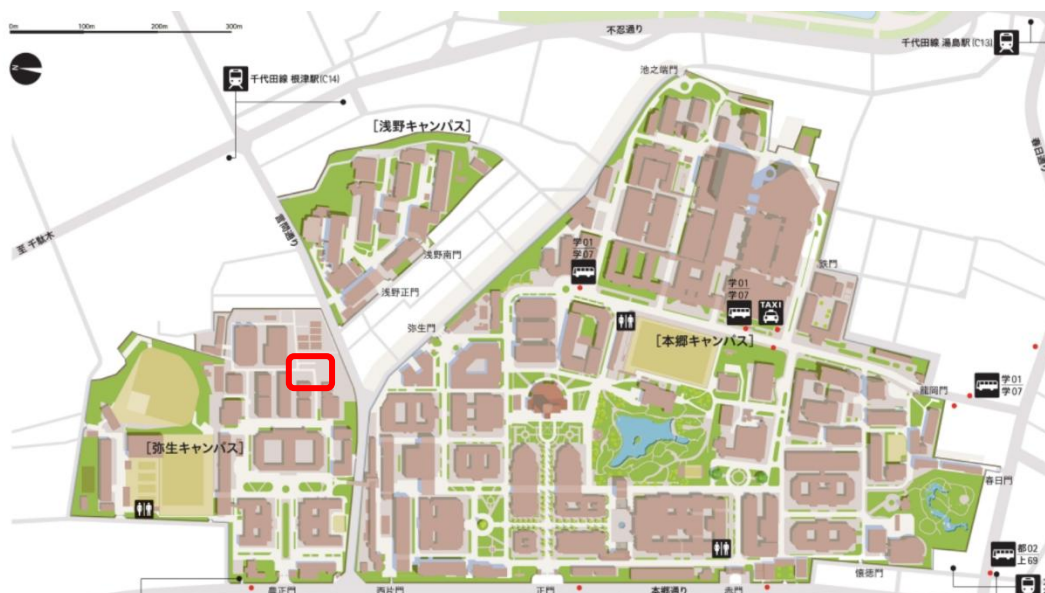 0m 100m 200m 300m
N
千代田線 根津駅(C14)
不忍通り
千代田線 湯島駅(C13)
池之端門
[浅野キャンパス]
春日通り
至 千駄木
言問通り
浅野南門
浅野正門
学01
学07
弥生門
学01
学07
TAXI
鉄門
[本郷キャンパス]
龍岡門
学01
学07
[弥生キャンパス]
春日門
都02
上69
懐徳門
農正門
西片門
正門
本郷通り
赤門